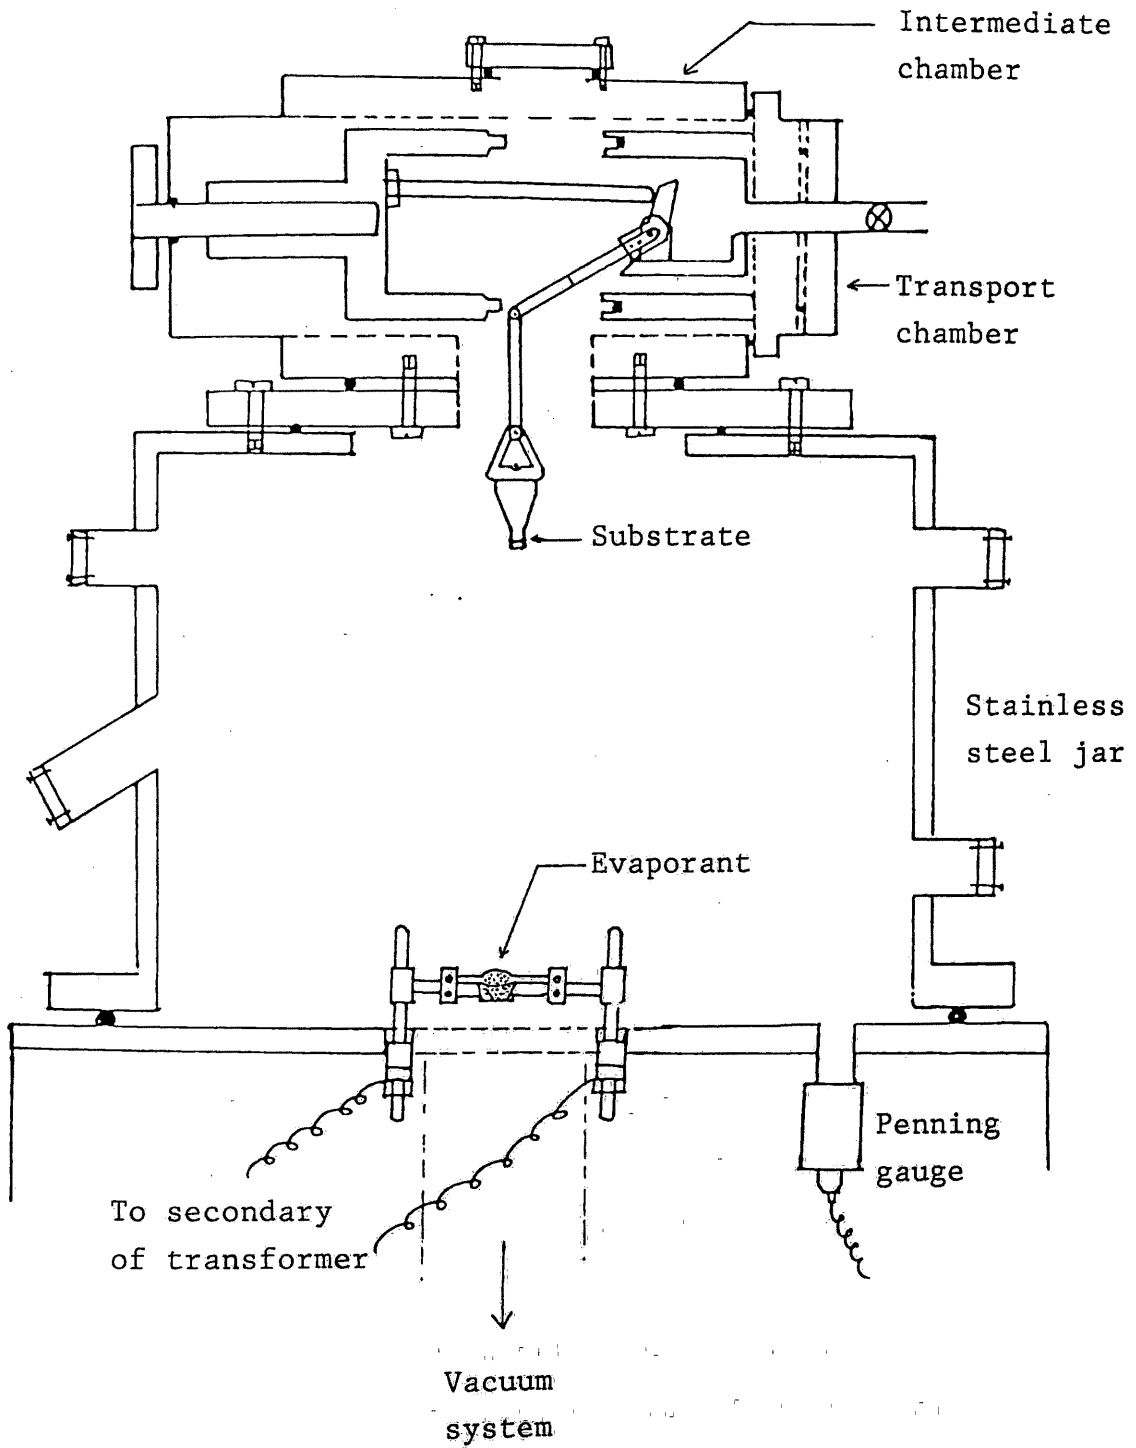 Intermediate
chamber
Transport
chamber
Substrate
Stainless
steel jar
Evaporant
Penning
gauge
To secondary
of transformer
Vacuum
system